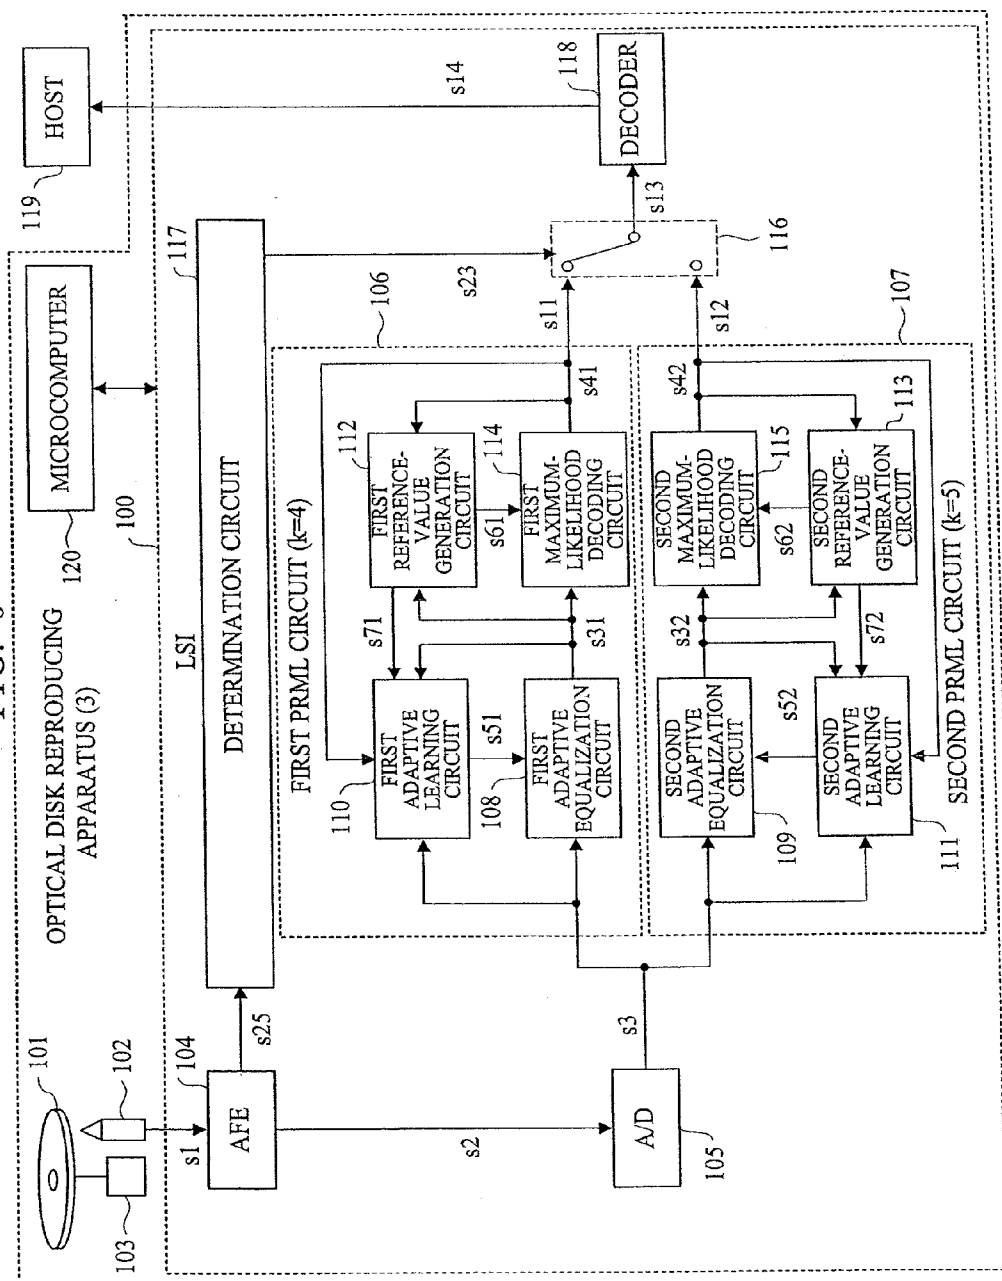 OPTICAL DISK REPRODUCING
APPARATUS (3)
101
102
103
MICROCOMPUTER
120
HOST
119
100
LSI
s1
AFE
104
s25
DETERMINATION CIRCUIT
117
s2
A/D
105
s3
FIRST PRML CIRCUIT (k=4)
106
FIRST
ADAPTIVE
LEARNING
CIRCUIT
110
s71
FIRST
REFERENCE-
VALUE
GENERATION
CIRCUIT
112
s51
s61
FIRST
ADAPTIVE
EQUALIZATION
CIRCUIT
108
s31
FIRST
MAXIMUM-
LIKELIHOOD
DECODING
CIRCUIT
114
s41
s11
s23
SECOND
ADAPTIVE
EQUALIZATION
CIRCUIT
109
s32
SECOND
MAXIMUM-
LIKELIHOOD
DECODING
CIRCUIT
115
s42
s12
s52
s62
SECOND
ADAPTIVE
LEARNING
CIRCUIT
111
s72
SECOND
REFERENCE-
VALUE
GENERATION
CIRCUIT
113
SECOND PRML CIRCUIT (k=5)
107
116
s13
DECODER
118
s14